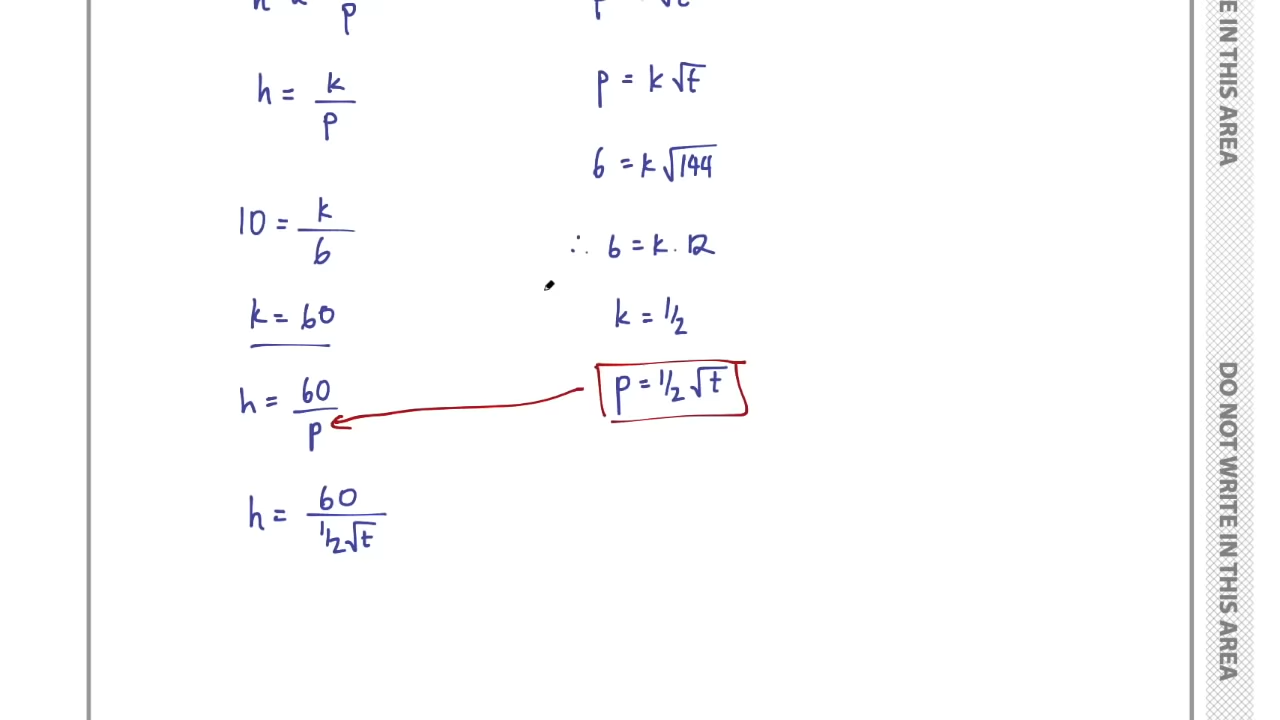 h = k/p
10 = k/6
k = 60
h = 60/p
h = 60/½√t
p = k√t
6 = k√144
∴ 6 = k . 12
k = ½
p = ½√t
E IN THIS AREA
DO NOT WRITE IN THIS AREA